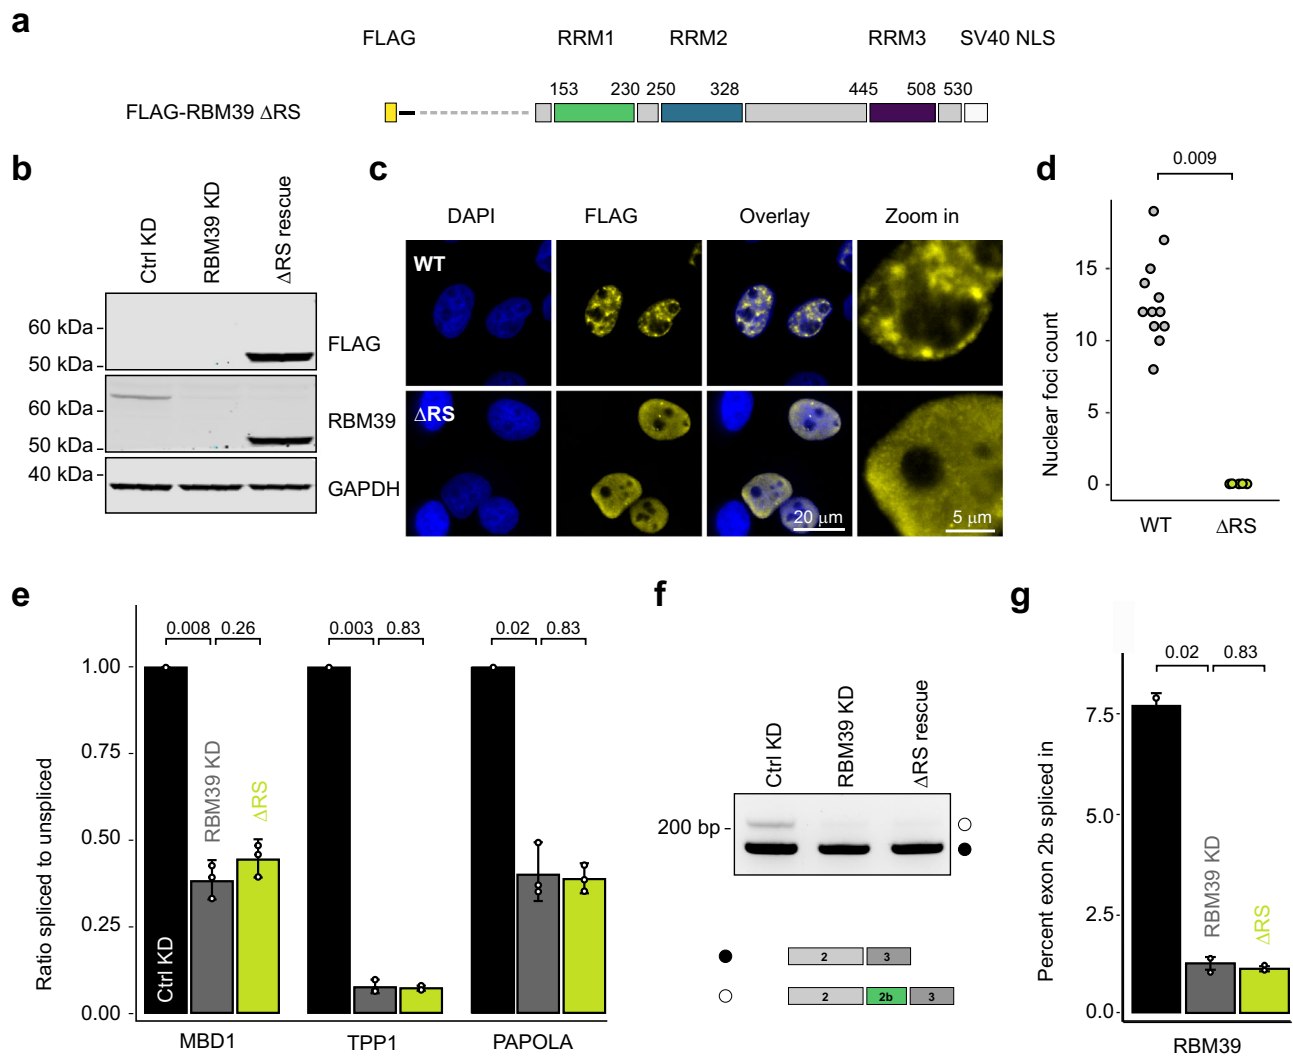 a
FLAG RRM1 RRM2 RRM3 SV40 NLS
153 230 250 328 445 508 530
FLAG-RBM39 ΔRS
b
Ctrl KD
RBM39 KD
ΔRS rescue
60 kDa
50 kDa
FLAG
60 kDa
50 kDa
RBM39
40 kDa
GAPDH
c
DAPI FLAG Overlay Zoom in
WT
ΔRS
20 µm
5 µm
d
0.009
Nuclear foci count
15
10
5
0
WT ΔRS
e
0.008 0.26 0.003 0.83 0.02 0.83
Ratio spliced to unspliced
1.00
0.75
0.50
0.25
0.00
Ctrl KD
RBM39 KD
ΔRS
MBD1 TPP1 PAPOLA
f
Ctrl KD
RBM39 KD
ΔRS rescue
200 bp
2 3
2 2b 3
g
0.02 0.83
Percent exon 2b spliced in
7.5
5.0
2.5
0.0
RBM39 KD
ΔRS
RBM39